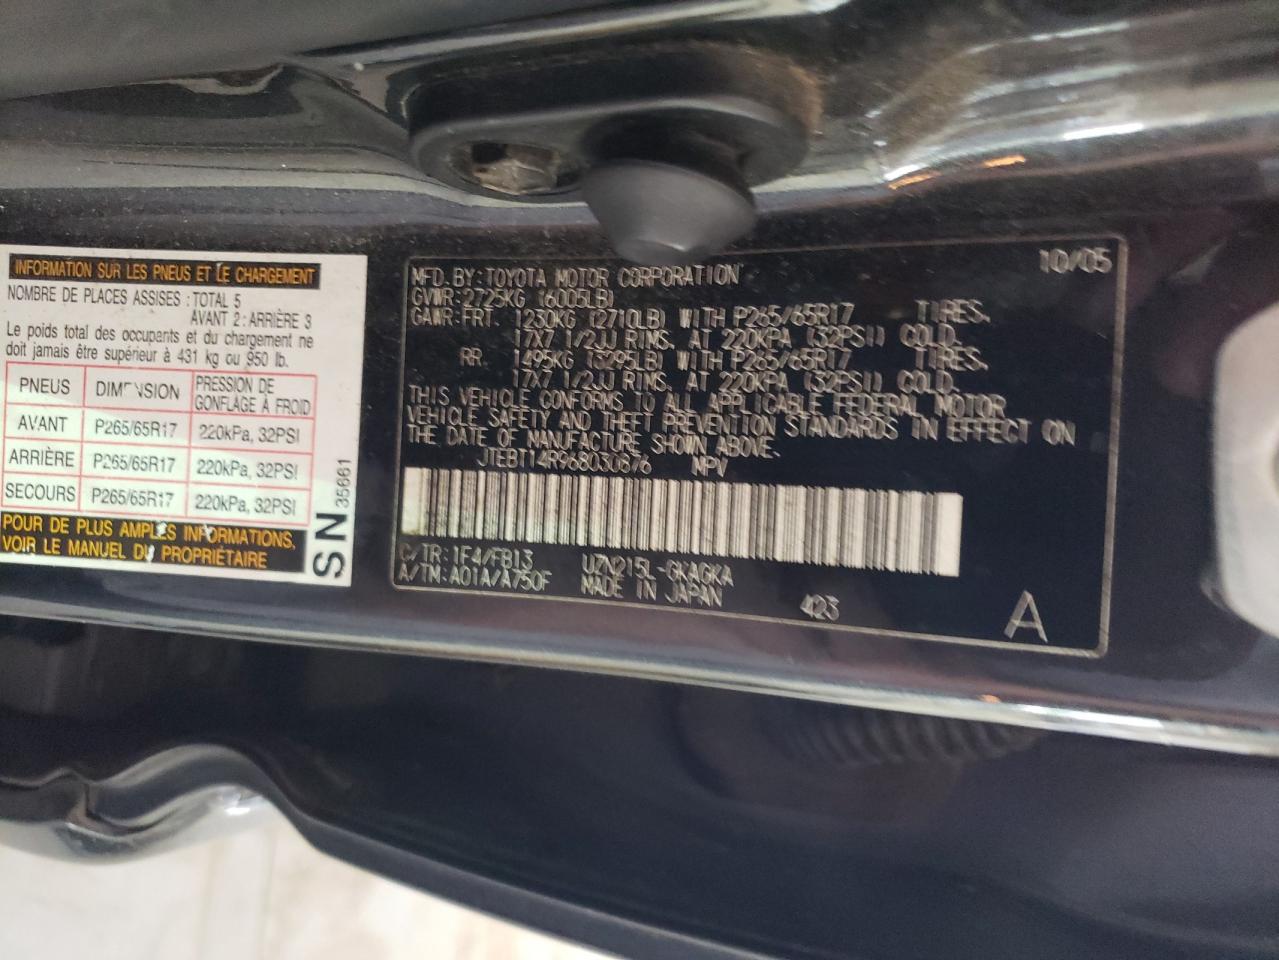 INFORMATION SUR LES PNEUS ET LE CHARGEMENT
NOMBRE DE PLACES ASSISES : TOTAL 5
AVANT 2 : ARRIÈRE 3
Le poids total des occupants et du chargement ne
doit jamais être supérieur à 431 kg ou 950 lb.
PNEUS DIMENSION PRESSION DE GONFLAGE À FROID
AVANT P265/65R17 220kPa, 32PSI
ARRIÈRE P265/65R17 220kPa, 32PSI
SECOURS P265/65R17 220kPa, 32PSI
POUR DE PLUS AMPLES INFORMATIONS,
VOIR LE MANUEL DU PROPRIÉTAIRE
SN 35661
10/05
MFD. BY: TOYOTA MOTOR CORPORATION
GVWR: 2725KG (6005LB)
GAWR: FRT. 1230KG (2710LB) WITH P265/65R17 TIRES,
17X7 1/2JJ RIMS, AT 220KPA (32PSI) COLD.
RR. 1495KG (3295LB) WITH P265/65R17 TIRES,
17X7 1/2JJ RIMS, AT 220KPA (32PSI) COLD.
THIS VEHICLE CONFORMS TO ALL APPLICABLE FEDERAL MOTOR
VEHICLE SAFETY AND THEFT PREVENTION STANDARDS IN EFFECT ON
THE DATE OF MANUFACTURE SHOWN ABOVE.
JTEBT14R968030876 MPV
C/TR: 1F4/FB13 UZN215L-GKAGKA
A/TM: A01A/A750F MADE IN JAPAN 423
A